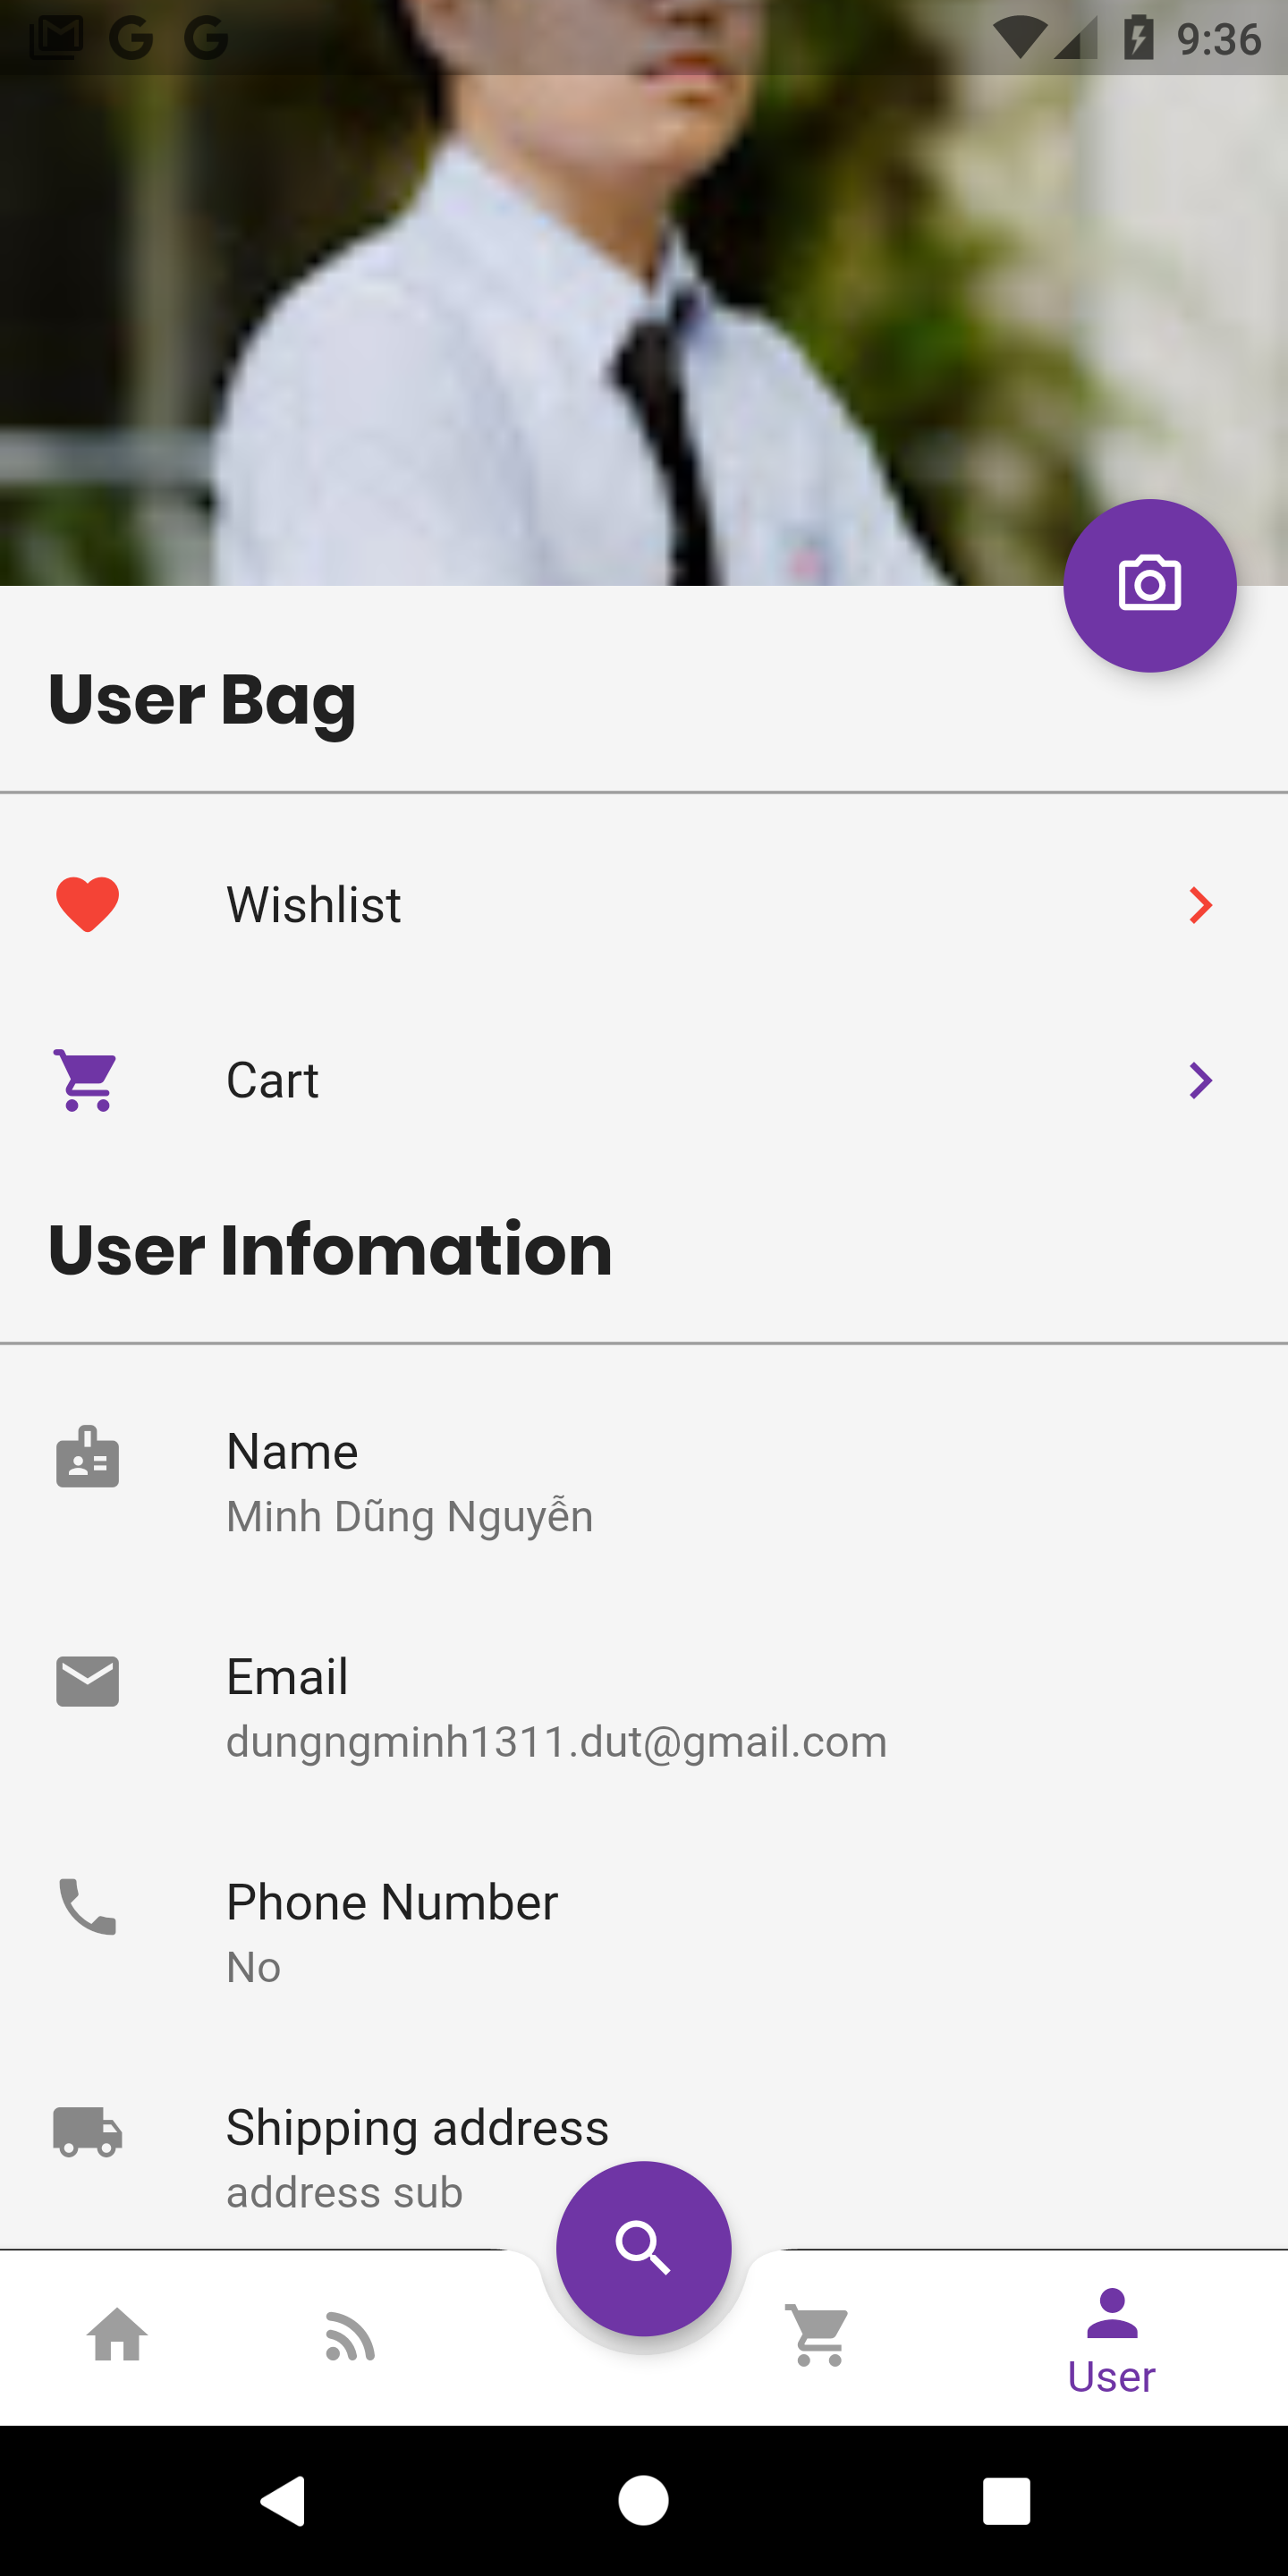 9:36
User Bag
Wishlist
Cart
User Infomation
Name
Minh Dũng Nguyễn
Email
dungngminh1311.dut@gmail.com
Phone Number
No
Shipping address
address sub
User